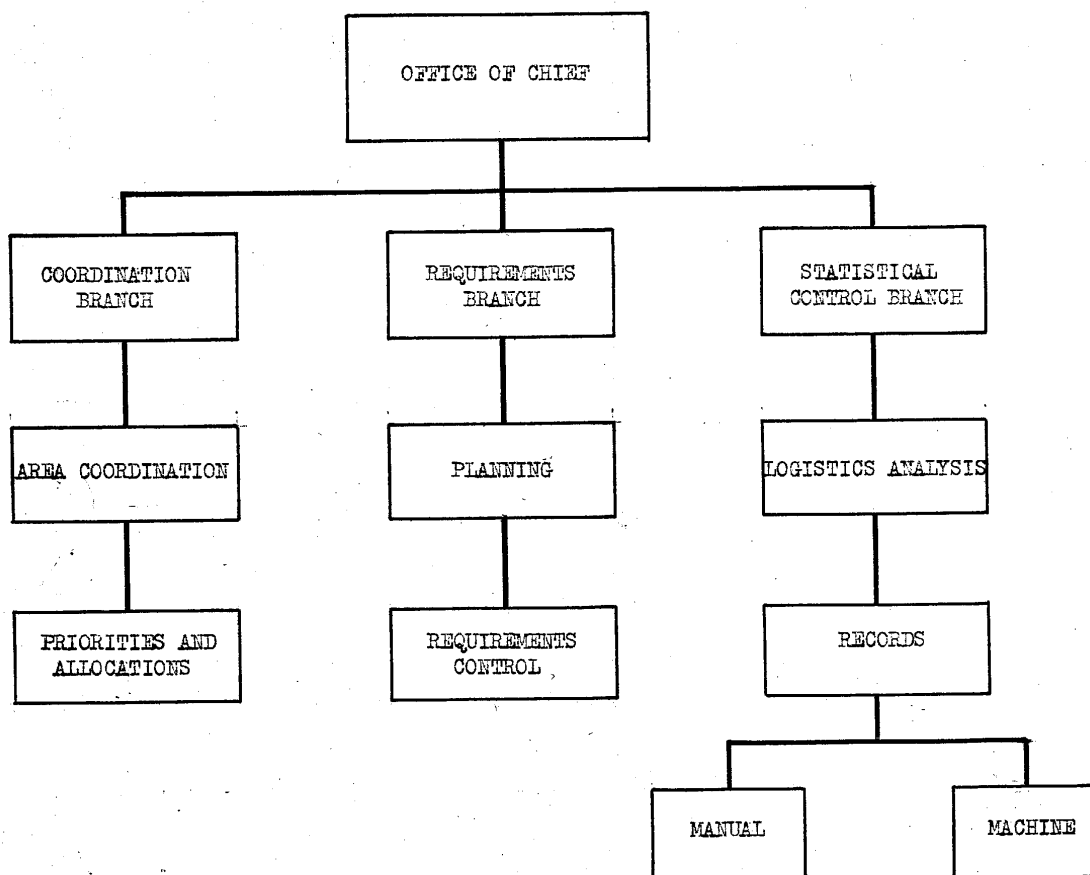 OFFICE OF CHIEF
COORDINATION
BRANCH
REQUIREMENTS
BRANCH
STATISTICAL
CONTROL BRANCH
AREA COORDINATION
PLANNING
LOGISTICS ANALYSIS
PRIORITIES AND
ALLOCATIONS
REQUIREMENTS
CONTROL
RECORDS
MANUAL
MACHINE